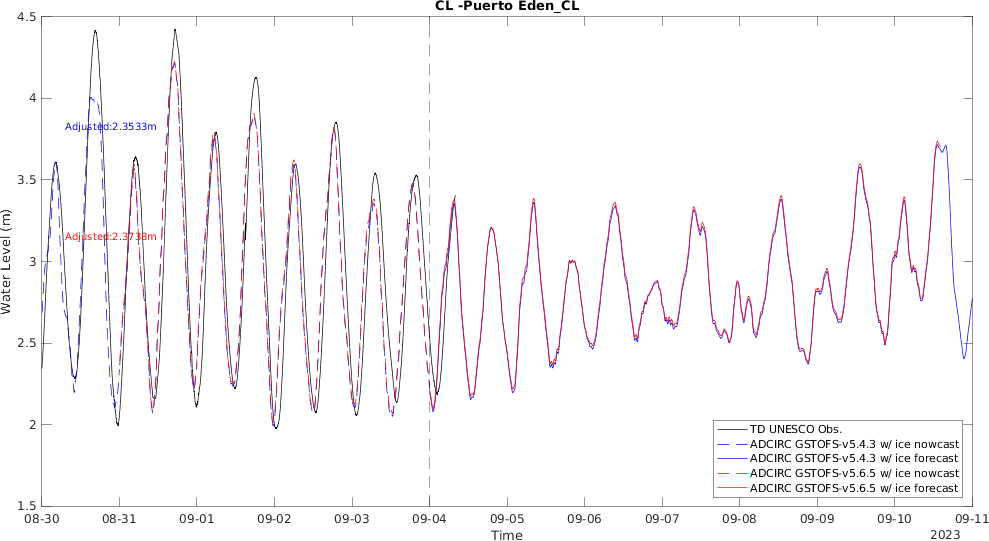 CL -Puerto Eden_CL
4.5
4
3.5
3
2.5
2
1.5
Water Level (m)
Adjusted:2.3533m
Adjusted:2.3738m
TD UNESCO Obs.
ADCIRC GSTOFS-v5.4.3 w/ ice nowcast
ADCIRC GSTOFS-v5.4.3 w/ ice forecast
ADCIRC GSTOFS-v5.6.5 w/ ice nowcast
ADCIRC GSTOFS-v5.6.5 w/ ice forecast
08-30 08-31 09-01 09-02 09-03 09-04 09-05 09-06 09-07 09-08 09-09 09-10 09-11
Time
2023